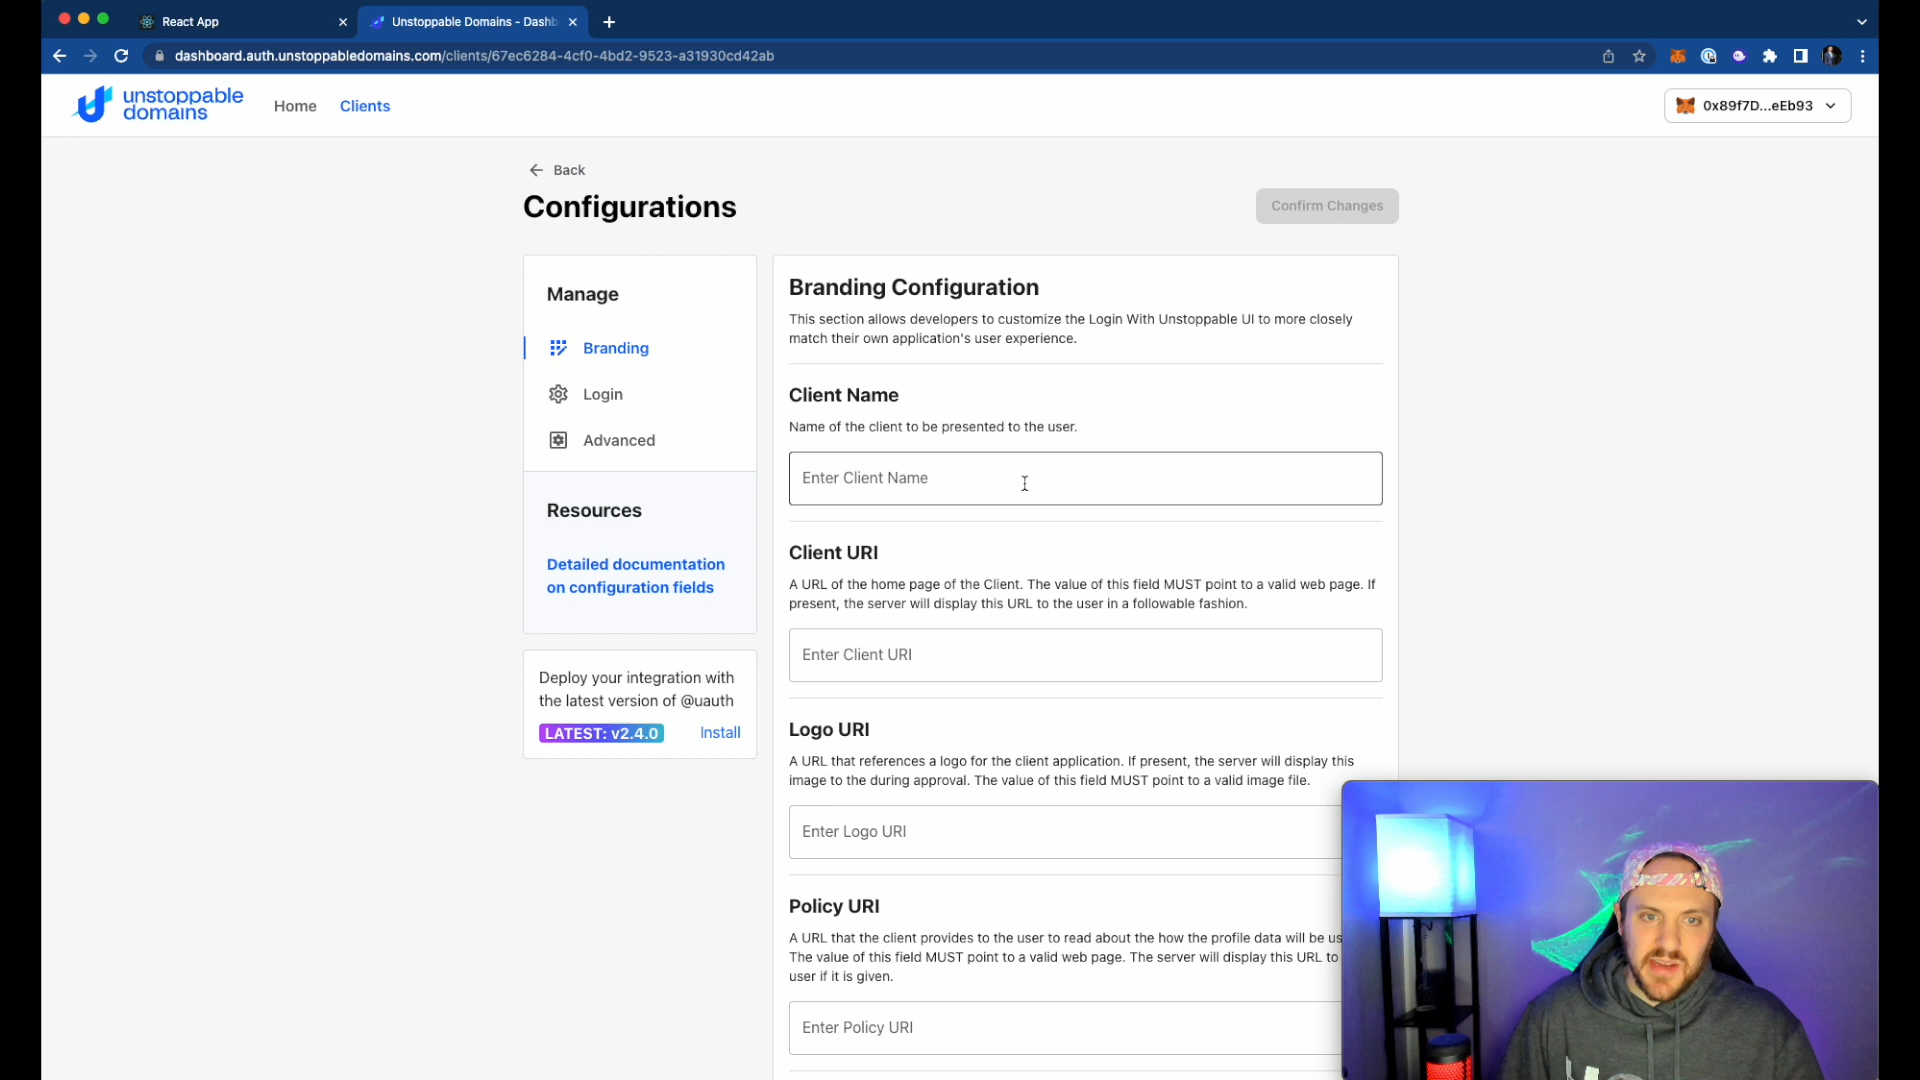 React App
Unstoppable Domains - Dashb
dashboard.auth.unstoppabledomains.com/clients/67ec6284-4cf0-4bd2-9523-a31930cd42ab
unstoppable
domains
Home
Clients
0x89f7D...eEb93
Back
Configurations
Confirm Changes
Manage
Branding
Login
Advanced
Resources
Detailed documentation
on configuration fields
Deploy your integration with
the latest version of @uauth
LATEST: v2.4.0
Install
Branding Configuration
This section allows developers to customize the Login With Unstoppable UI to more closely
match their own application's user experience.
Client Name
Name of the client to be presented to the user.
Enter Client Name
Client URI
A URL of the home page of the Client. The value of this field MUST point to a valid web page. If
present, the server will display this URL to the user in a followable fashion.
Enter Client URI
Logo URI
A URL that references a logo for the client application. If present, the server will display this
image to the during approval. The value of this field MUST point to a valid image file.
Enter Logo URI
Policy URI
A URL that the client provides to the user to read about the how the profile data will be us
The value of this field MUST point to a valid web page. The server will display this URL to
user if it is given.
Enter Policy URI